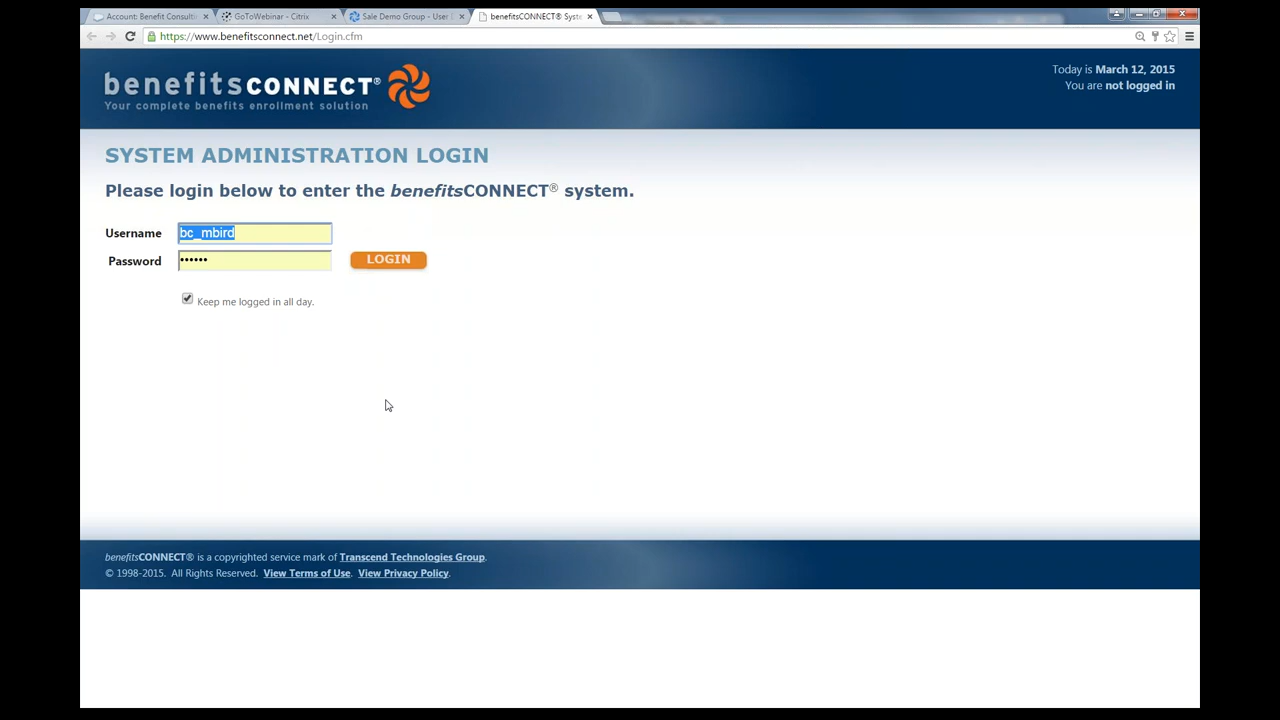 Account: Benefit Consulti
GoToWebinar - Citrix
Sale Demo Group - User
benefitsCONNECT® Syste
https://www.benefitsconnect.net/Login.cfm
benefitsCONNECT®
Your complete benefits enrollment solution
Today is March 12, 2015
You are not logged in
SYSTEM ADMINISTRATION LOGIN
Please login below to enter the benefitsCONNECT® system.
Username bc_mbird
Password •••••• LOGIN
Keep me logged in all day.
benefitsCONNECT® is a copyrighted service mark of Transcend Technologies Group.
© 1998-2015. All Rights Reserved. View Terms of Use. View Privacy Policy.